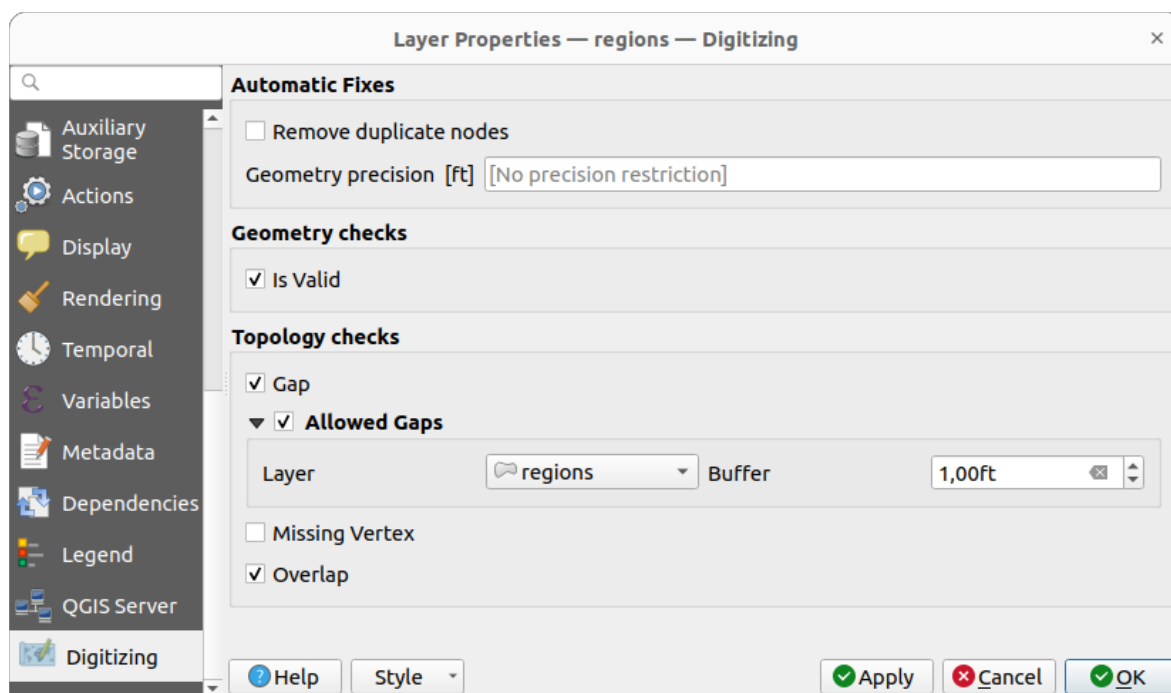 Layer Properties — regions — Digitizing
Automatic Fixes
Auxiliary
Storage
Remove duplicate nodes
Actions
Geometry precision [ft] [No precision restriction]
Display
Geometry checks
Is Valid
Rendering
Topology checks
Temporal
Gap
Variables
Allowed Gaps
Metadata
Layer regions Buffer 1,00ft
Dependencies
Missing Vertex
Legend
Overlap
QGIS Server
Digitizing
Help Style Apply Cancel OK